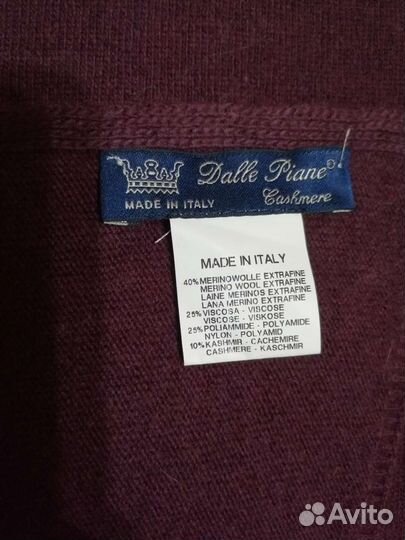 Dalle Piane®
Cashmere
MADE IN ITALY
MADE IN ITALY
40%MERINOWOLLE EXTRAFINE
MERINO WOOL EXTRAFINE
LAINE MERINOS EXTRAFINE
LANA MERINO EXTRAFINE
25%VISCOSA - VISCOSE
VISCOSE - VISKOSE
25%POLIAMMIDE - POLYAMIDE
NYLON - POLYAMID
10%KASHMIR - CACHEMIRE
CASHMERE - KASCHMIR
Avito